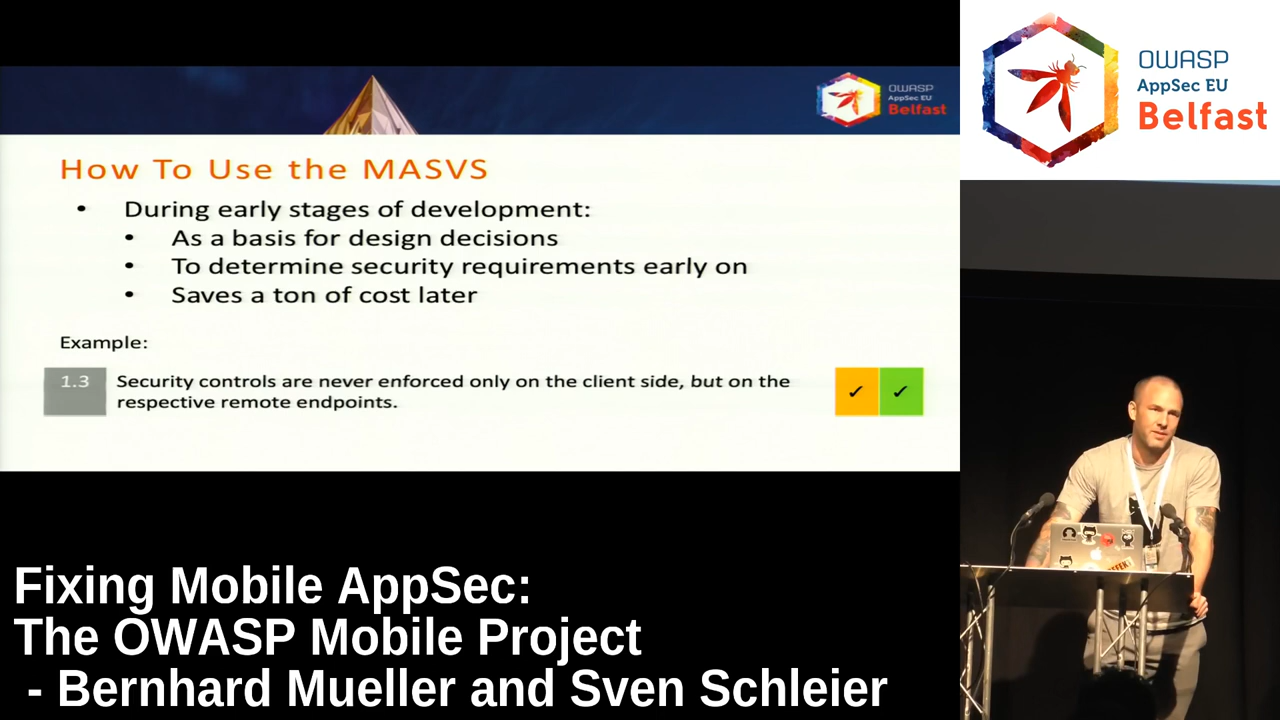 OWASP
AppSec EU
Belfast
OWASP
AppSec EU
Belfast
How To Use the MASVS
• During early stages of development:
• As a basis for design decisions
• To determine security requirements early on
• Saves a ton of cost later
Example:
1.3 Security controls are never enforced only on the client side, but on the
respective remote endpoints. ✓ ✓
Fixing Mobile AppSec:
The OWASP Mobile Project
- Bernhard Mueller and Sven Schleier